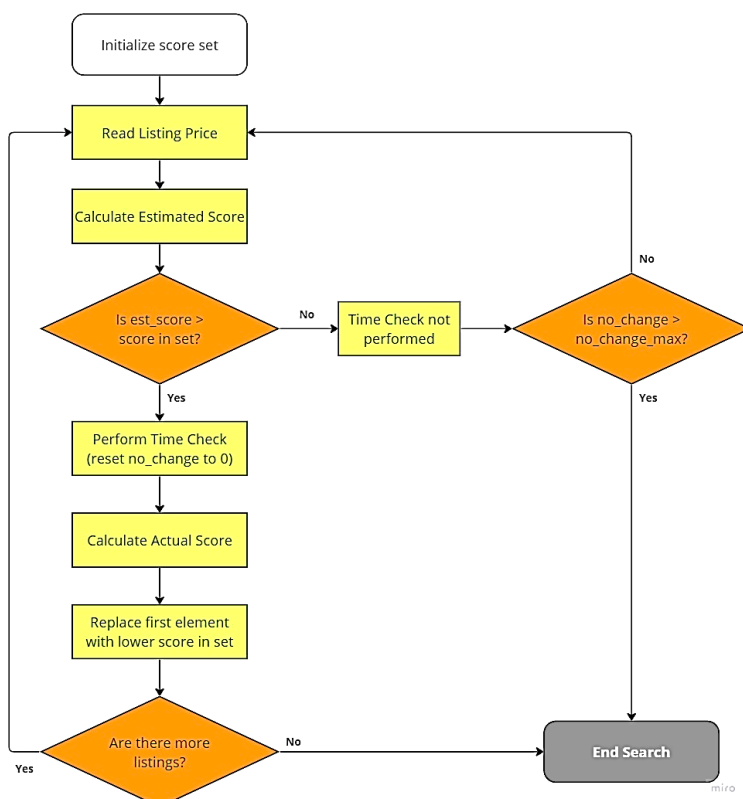 Initialize score set
Read Listing Price
Calculate Estimated Score
No
Is est_score >
score in set?
No
Time Check not
performed
Is no_change >
no_change_max?
Yes
Yes
Perform Time Check
(reset no_change to 0)
Calculate Actual Score
Replace first element
with lower score in set
Are there more
listings?
No
End Search
Yes
miro